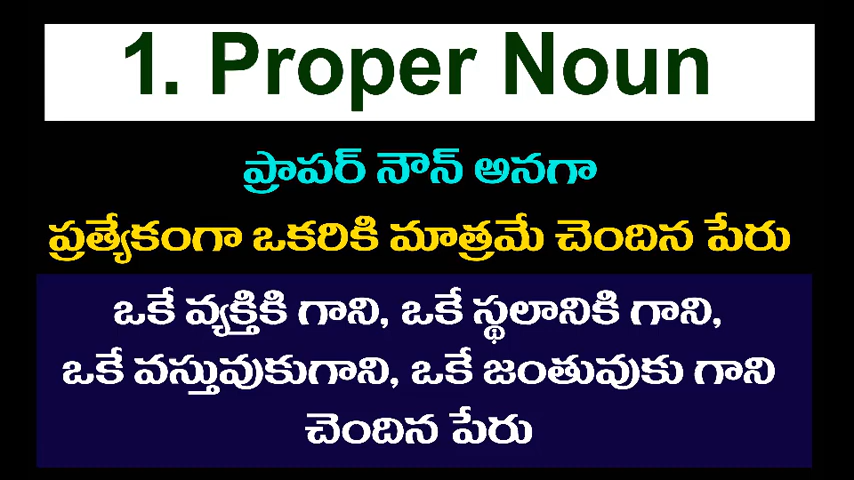 1. Proper Noun
ప్రాపర్ నౌన్ అనగా
ప్రత్యేకంగా ఒకరికి మాత్రమే చెందిన పేరు
ఒకే వ్యక్తికి గాని, ఒకే స్థలానికి గాని,
ఒకే వస్తువుకుగాని, ఒకే జంతువుకు గాని
చెందిన పేరు